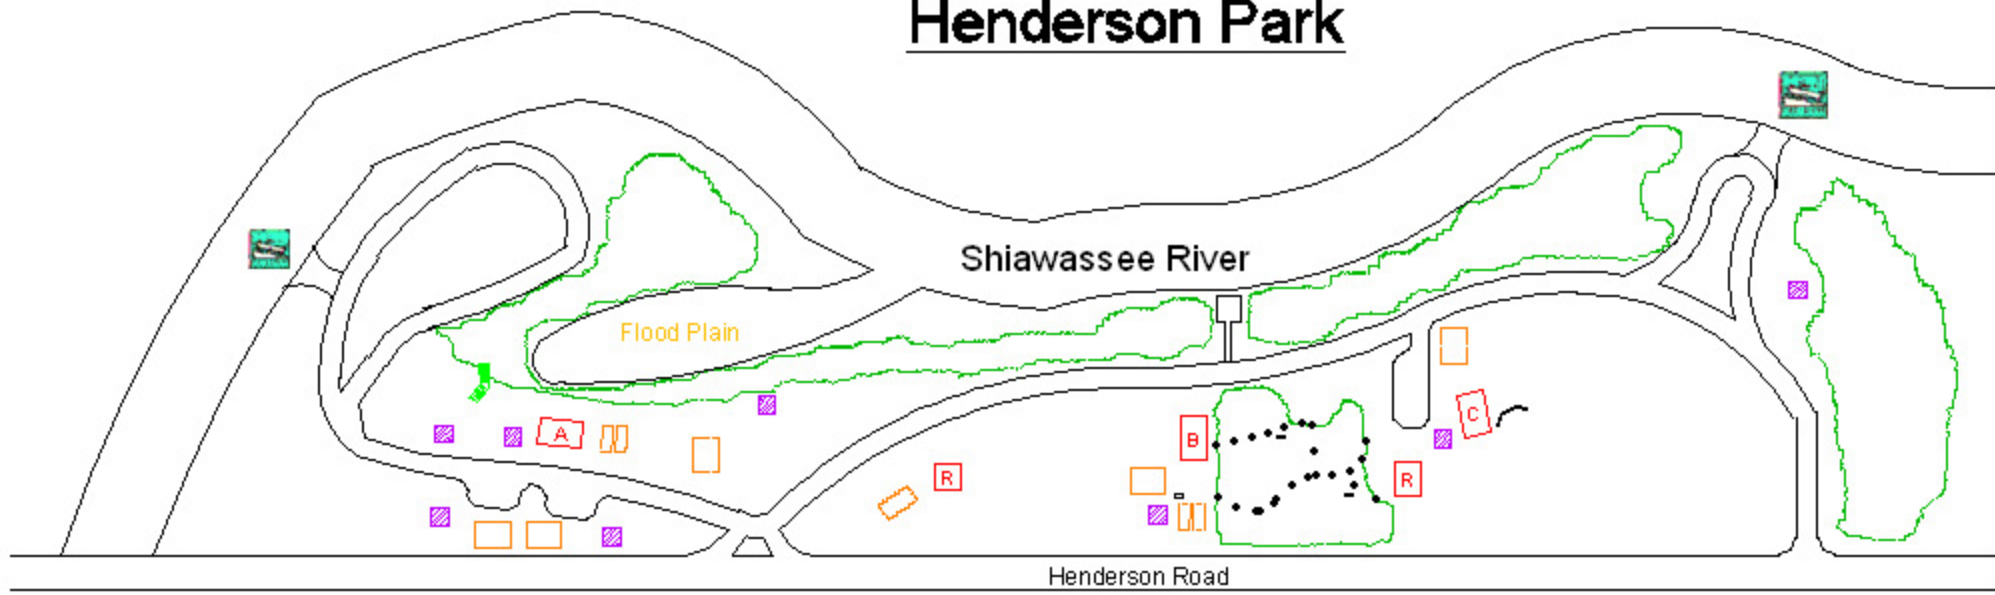 Henderson Park
Shiawassee River
Flood Plain
A
B
C
R
R
Henderson Road